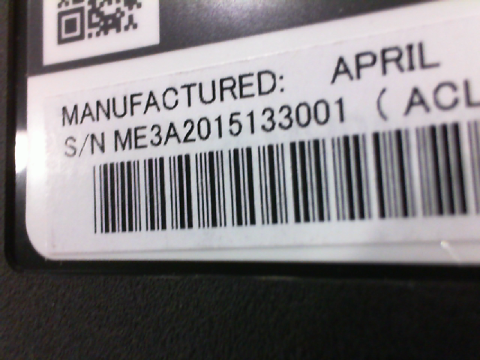 MANUFACTURED: APRIL
S/N ME3A2015133001 ( ACL